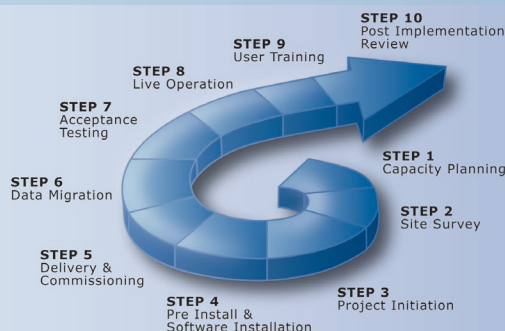 STEP 10
Post Implementation
Review
STEP 9
User Training
STEP 8
Live Operation
STEP 7
Acceptance
Testing
STEP 6
Data Migration
STEP 5
Delivery &
Commissioning
STEP 4
Pre Install &
Software Installation
STEP 3
Project Initiation
STEP 2
Site Survey
STEP 1
Capacity Planning